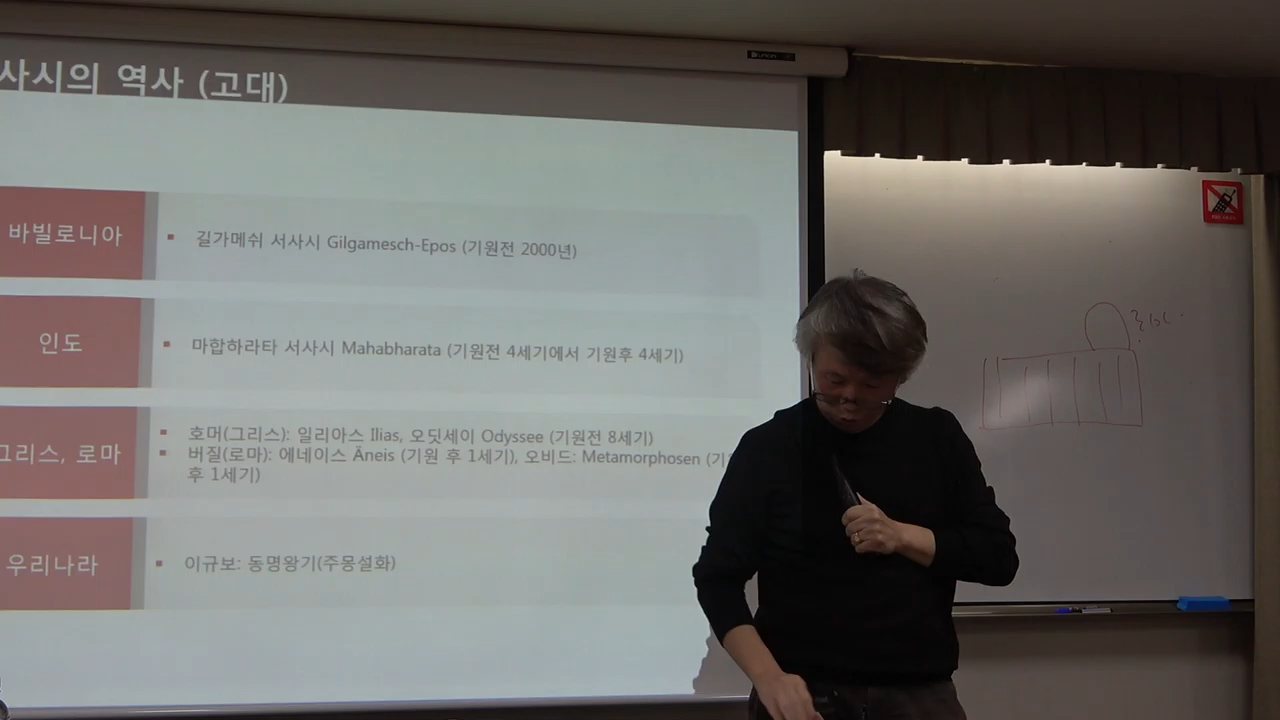 사시의 역사 (고대)
바빌로니아
▪ 길가메쉬 서사시 Gilgamesch-Epos (기원전 2000년)
인도
▪ 마합하라타 서사시 Mahabharata (기원전 4세기에서 기원후 4세기)
그리스, 로마
▪ 호머(그리스): 일리아스 Ilias, 오딧세이 Odyssee (기원전 8세기)
▪ 버질(로마): 에네이스 Äneis (기원 후 1세기), 오비드: Metamorphosen (기
후 1세기)
우리나라
▪ 이규보: 동명왕기(주몽설화)